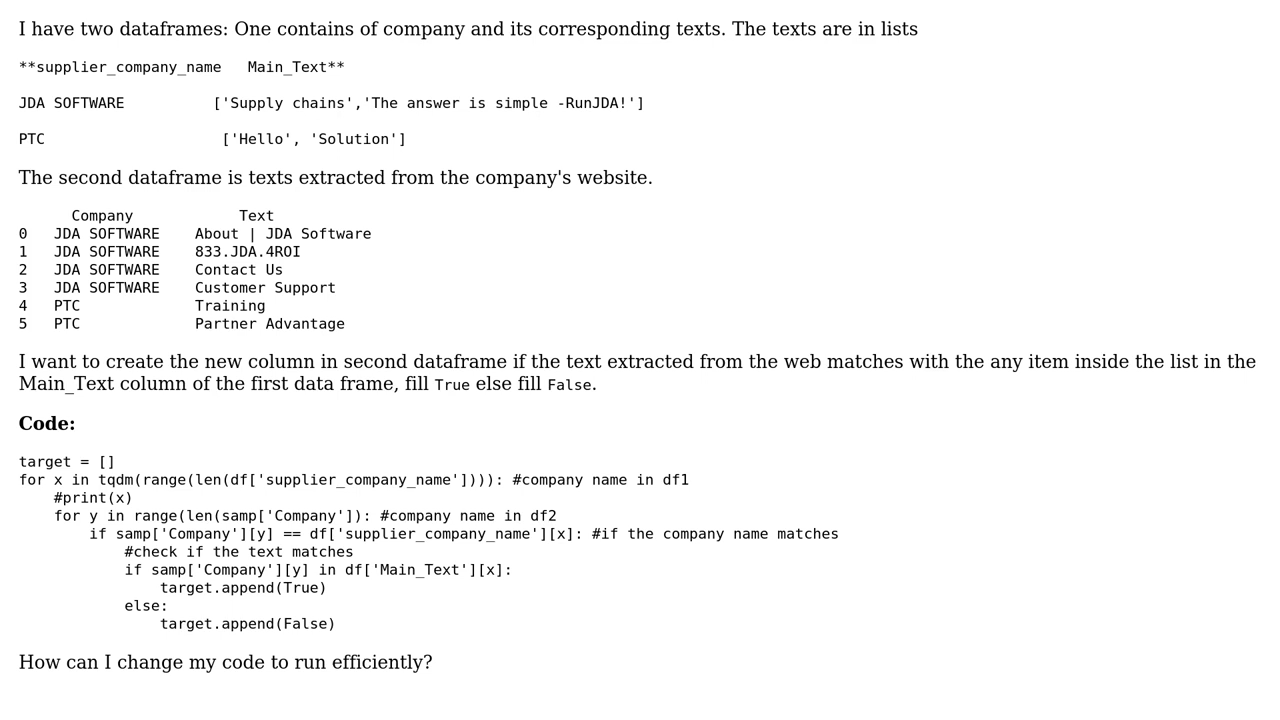 I have two dataframes: One contains of company and its corresponding texts. The texts are in lists
**supplier_company_name   Main_Text**
JDA SOFTWARE          ['Supply chains','The answer is simple -RunJDA!']
PTC                    ['Hello', 'Solution']
The second dataframe is texts extracted from the company's website.
      Company            Text
0   JDA SOFTWARE    About | JDA Software
1   JDA SOFTWARE    833.JDA.4ROI
2   JDA SOFTWARE    Contact Us
3   JDA SOFTWARE    Customer Support
4   PTC             Training
5   PTC             Partner Advantage
I want to create the new column in second dataframe if the text extracted from the web matches with the any item inside the list in the
Main_Text column of the first data frame, fill True else fill False.
Code:
target = []
for x in tqdm(range(len(df['supplier_company_name']))): #company name in df1
    #print(x)
    for y in range(len(samp['Company']): #company name in df2
        if samp['Company'][y] == df['supplier_company_name'][x]: #if the company name matches
            #check if the text matches
            if samp['Company'][y] in df['Main_Text'][x]:
                target.append(True)
            else:
                target.append(False)
How can I change my code to run efficiently?